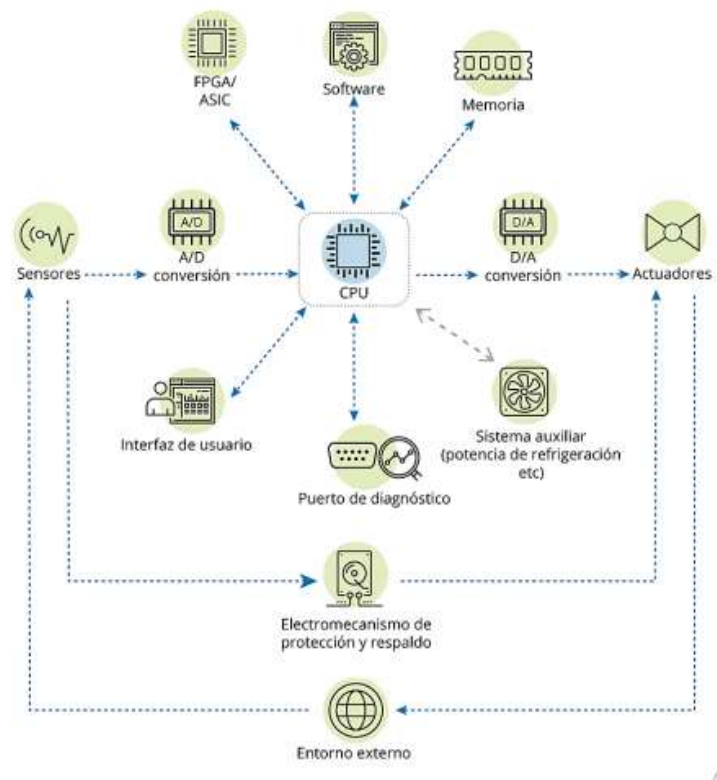 FPGA/
ASIC
Software
Memoria
A/D
D/A
Sensores
A/D
conversión
CPU
D/A
conversión
Actuadores
Interfaz de usuario
Puerto de diagnóstico
Sistema auxiliar
(potencia de refrigeración
etc)
Electromecanismo de
protección y respaldo
Entorno externo